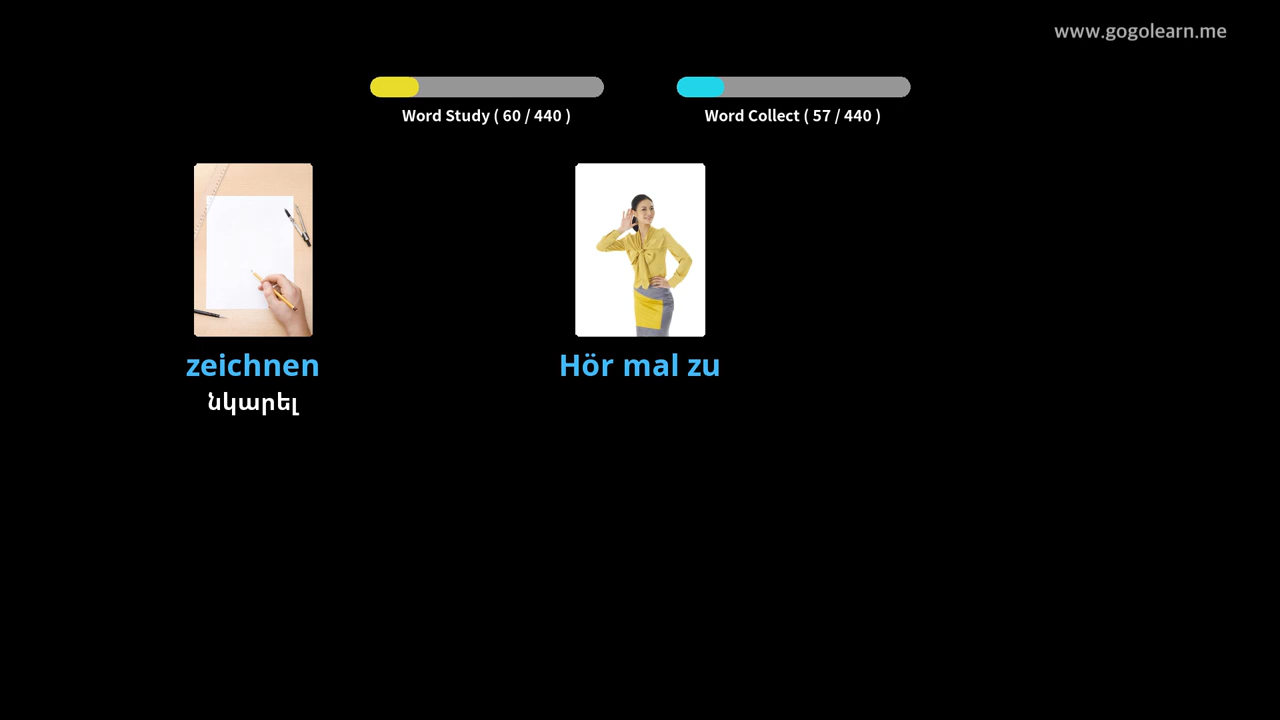 www.gogolearn.me
Word Study ( 60 / 440 )
Word Collect ( 57 / 440 )
zeichnen
նկարել
Hör mal zu